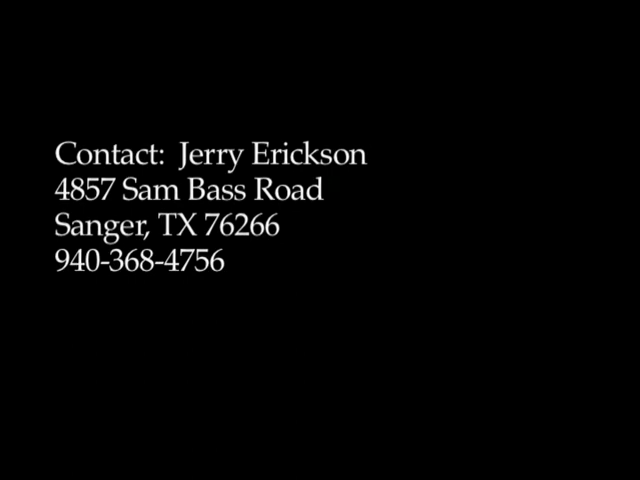 Contact:  Jerry Erickson
4857 Sam Bass Road
Sanger, TX 76266
940-368-4756